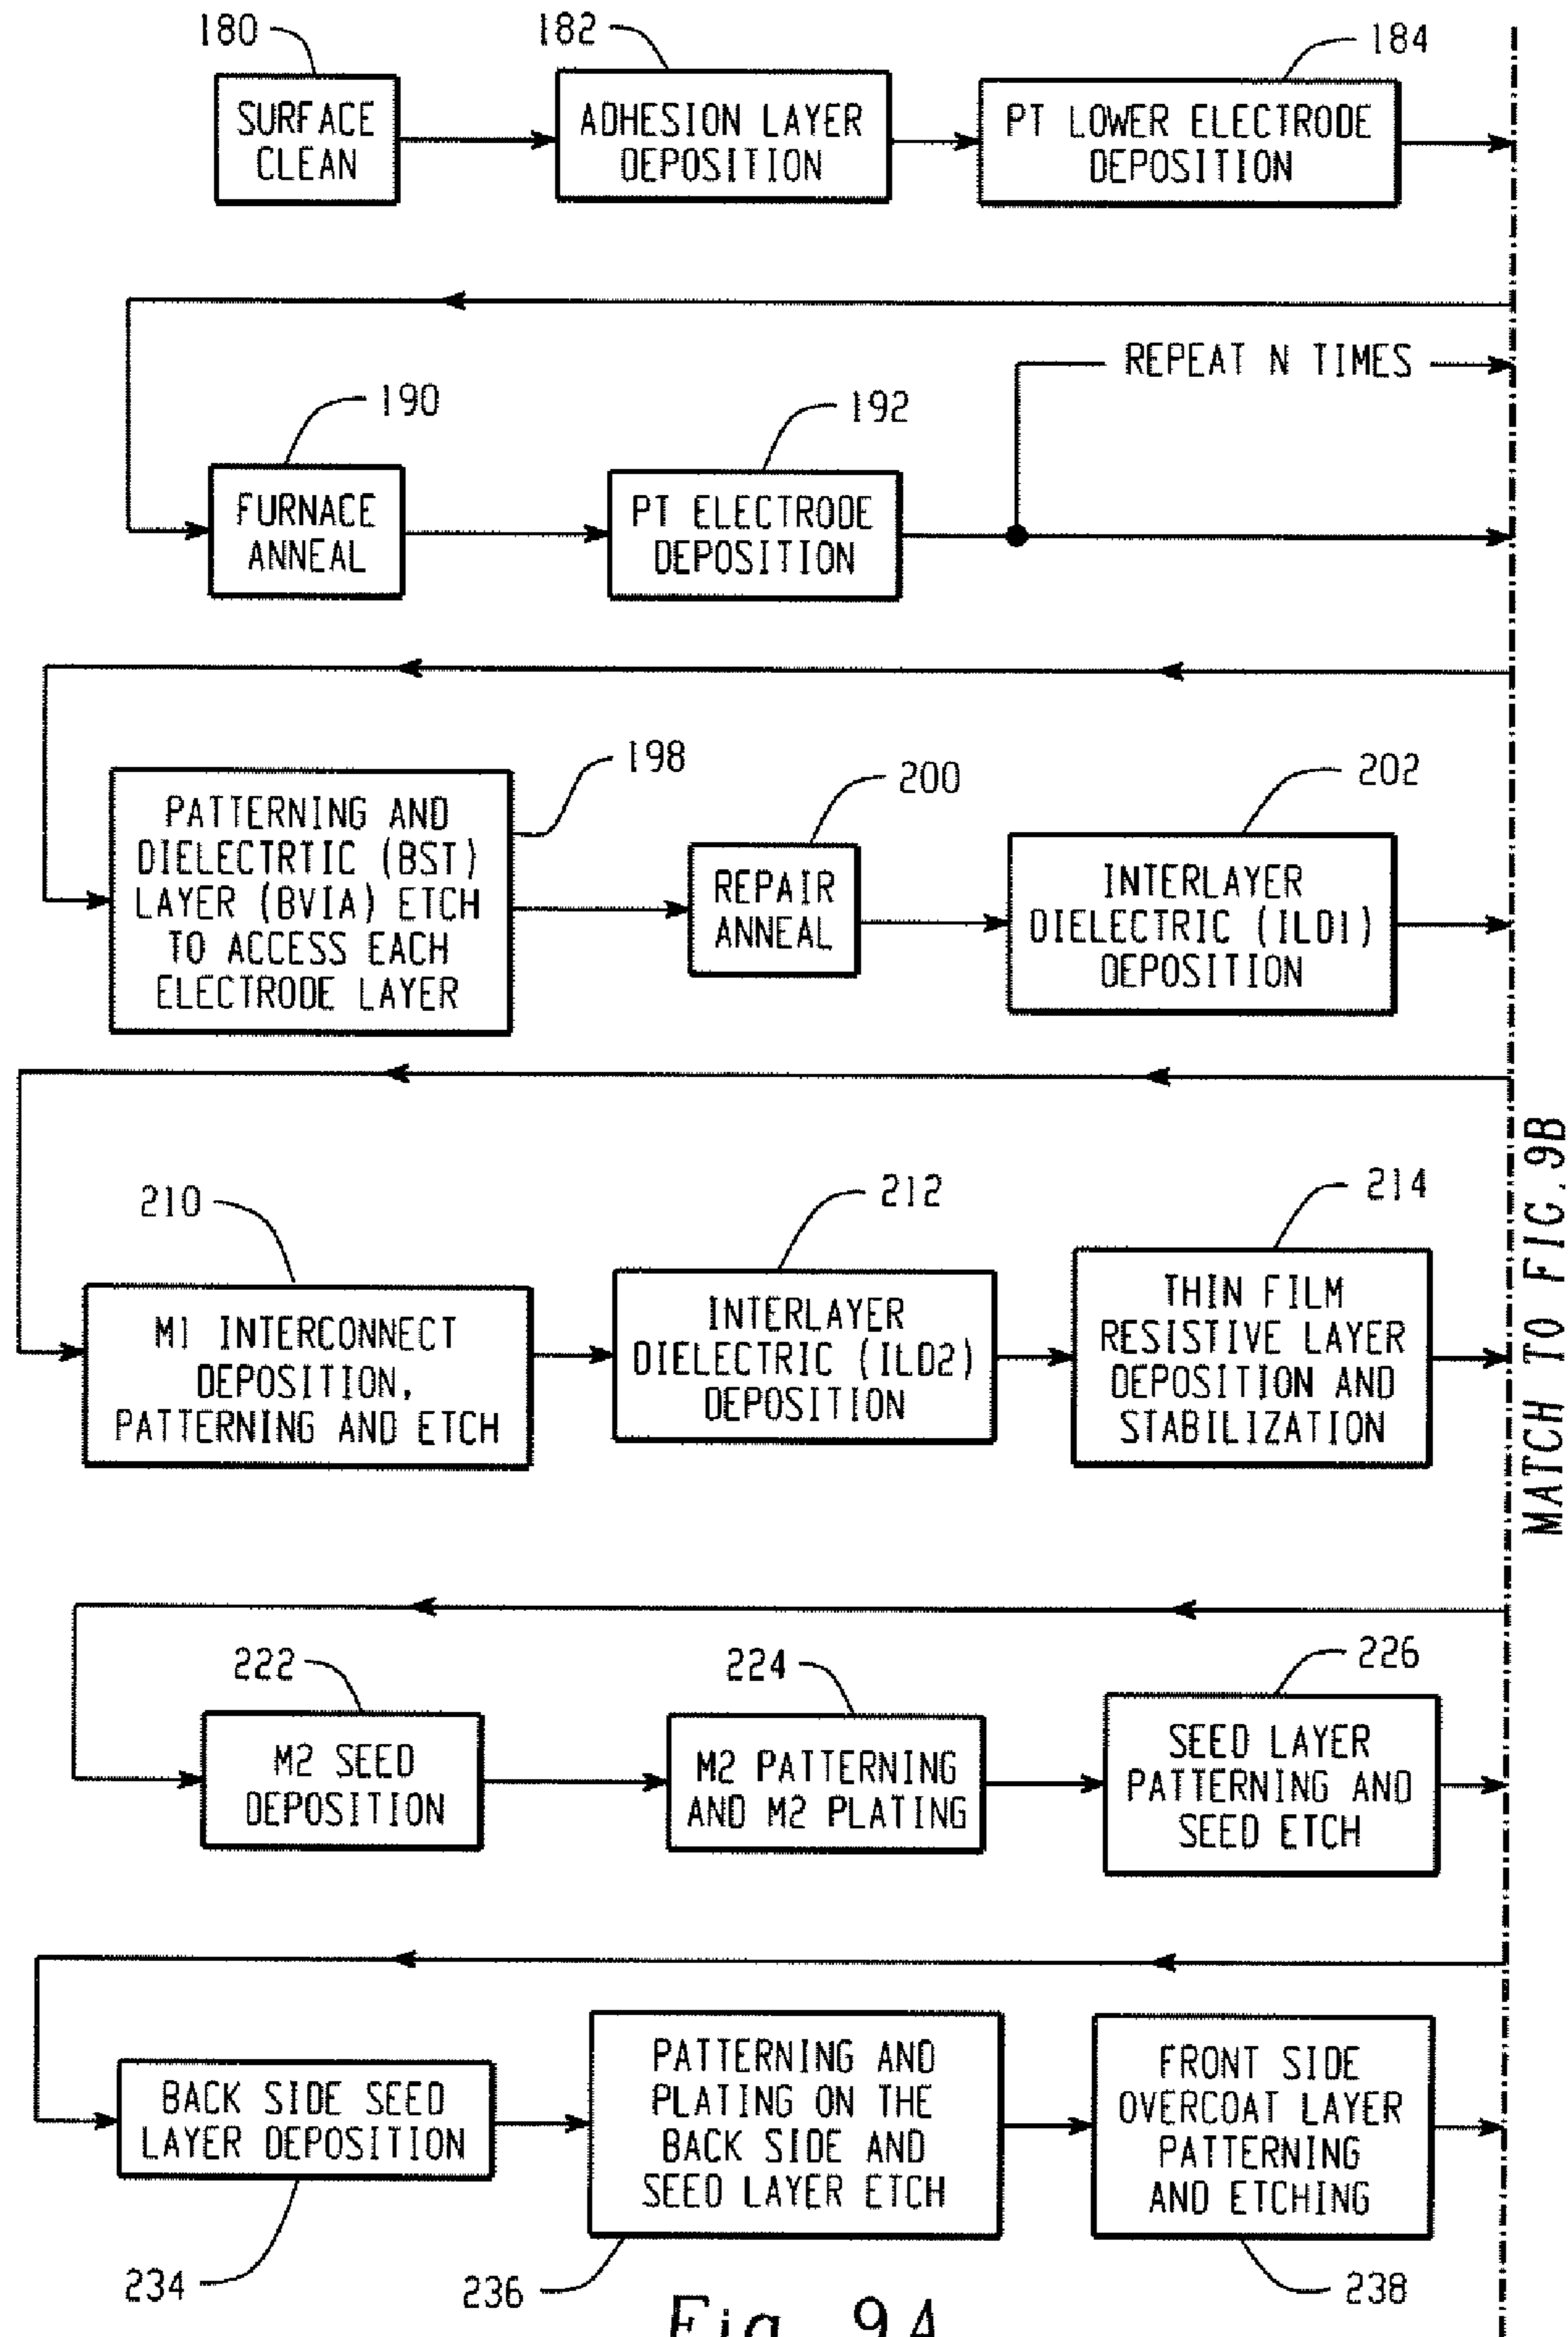 180
182
184
SURFACE
CLEAN
ADHESION LAYER
DEPOSITION
PT LOWER ELECTRODE
DEPOSITION
REPEAT N TIMES
190
192
FURNACE
ANNEAL
PT ELECTRODE
DEPOSITION
198
200
202
PATTERNING AND
DIELECTRTIC (BST)
LAYER (BVIA) ETCH
TO ACCESS EACH
ELECTRODE LAYER
REPAIR
ANNEAL
INTERLAYER
DIELECTRIC (ILD1)
DEPOSITION
210
212
214
M1 INTERCONNECT
DEPOSITION,
PATTERNING AND ETCH
INTERLAYER
DIELECTRIC (ILD2)
DEPOSITION
THIN FILM
RESISTIVE LAYER
DEPOSITION AND
STABILIZATION
MATCH TO FIG. 9B
222
224
226
M2 SEED
DEPOSITION
M2 PATTERNING
AND M2 PLATING
SEED LAYER
PATTERNING AND
SEED ETCH
BACK SIDE SEED
LAYER DEPOSITION
PATTERNING AND
PLATING ON THE
BACK SIDE AND
SEED LAYER ETCH
FRONT SIDE
OVERCOAT LAYER
PATTERNING
AND ETCHING
234
236
238
Fig. 9A